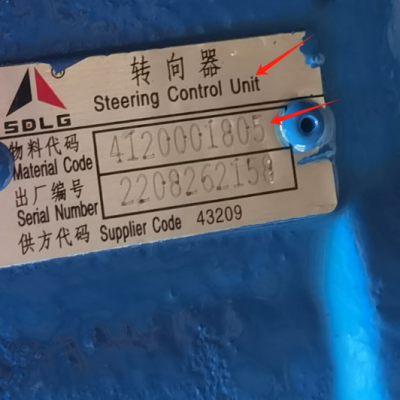 转向器
Steering Control Unit
SDLG
物料代码
Material Code 4120001805
出厂编号
Serial Number 2208262158
供方代码 Supplier Code 43209